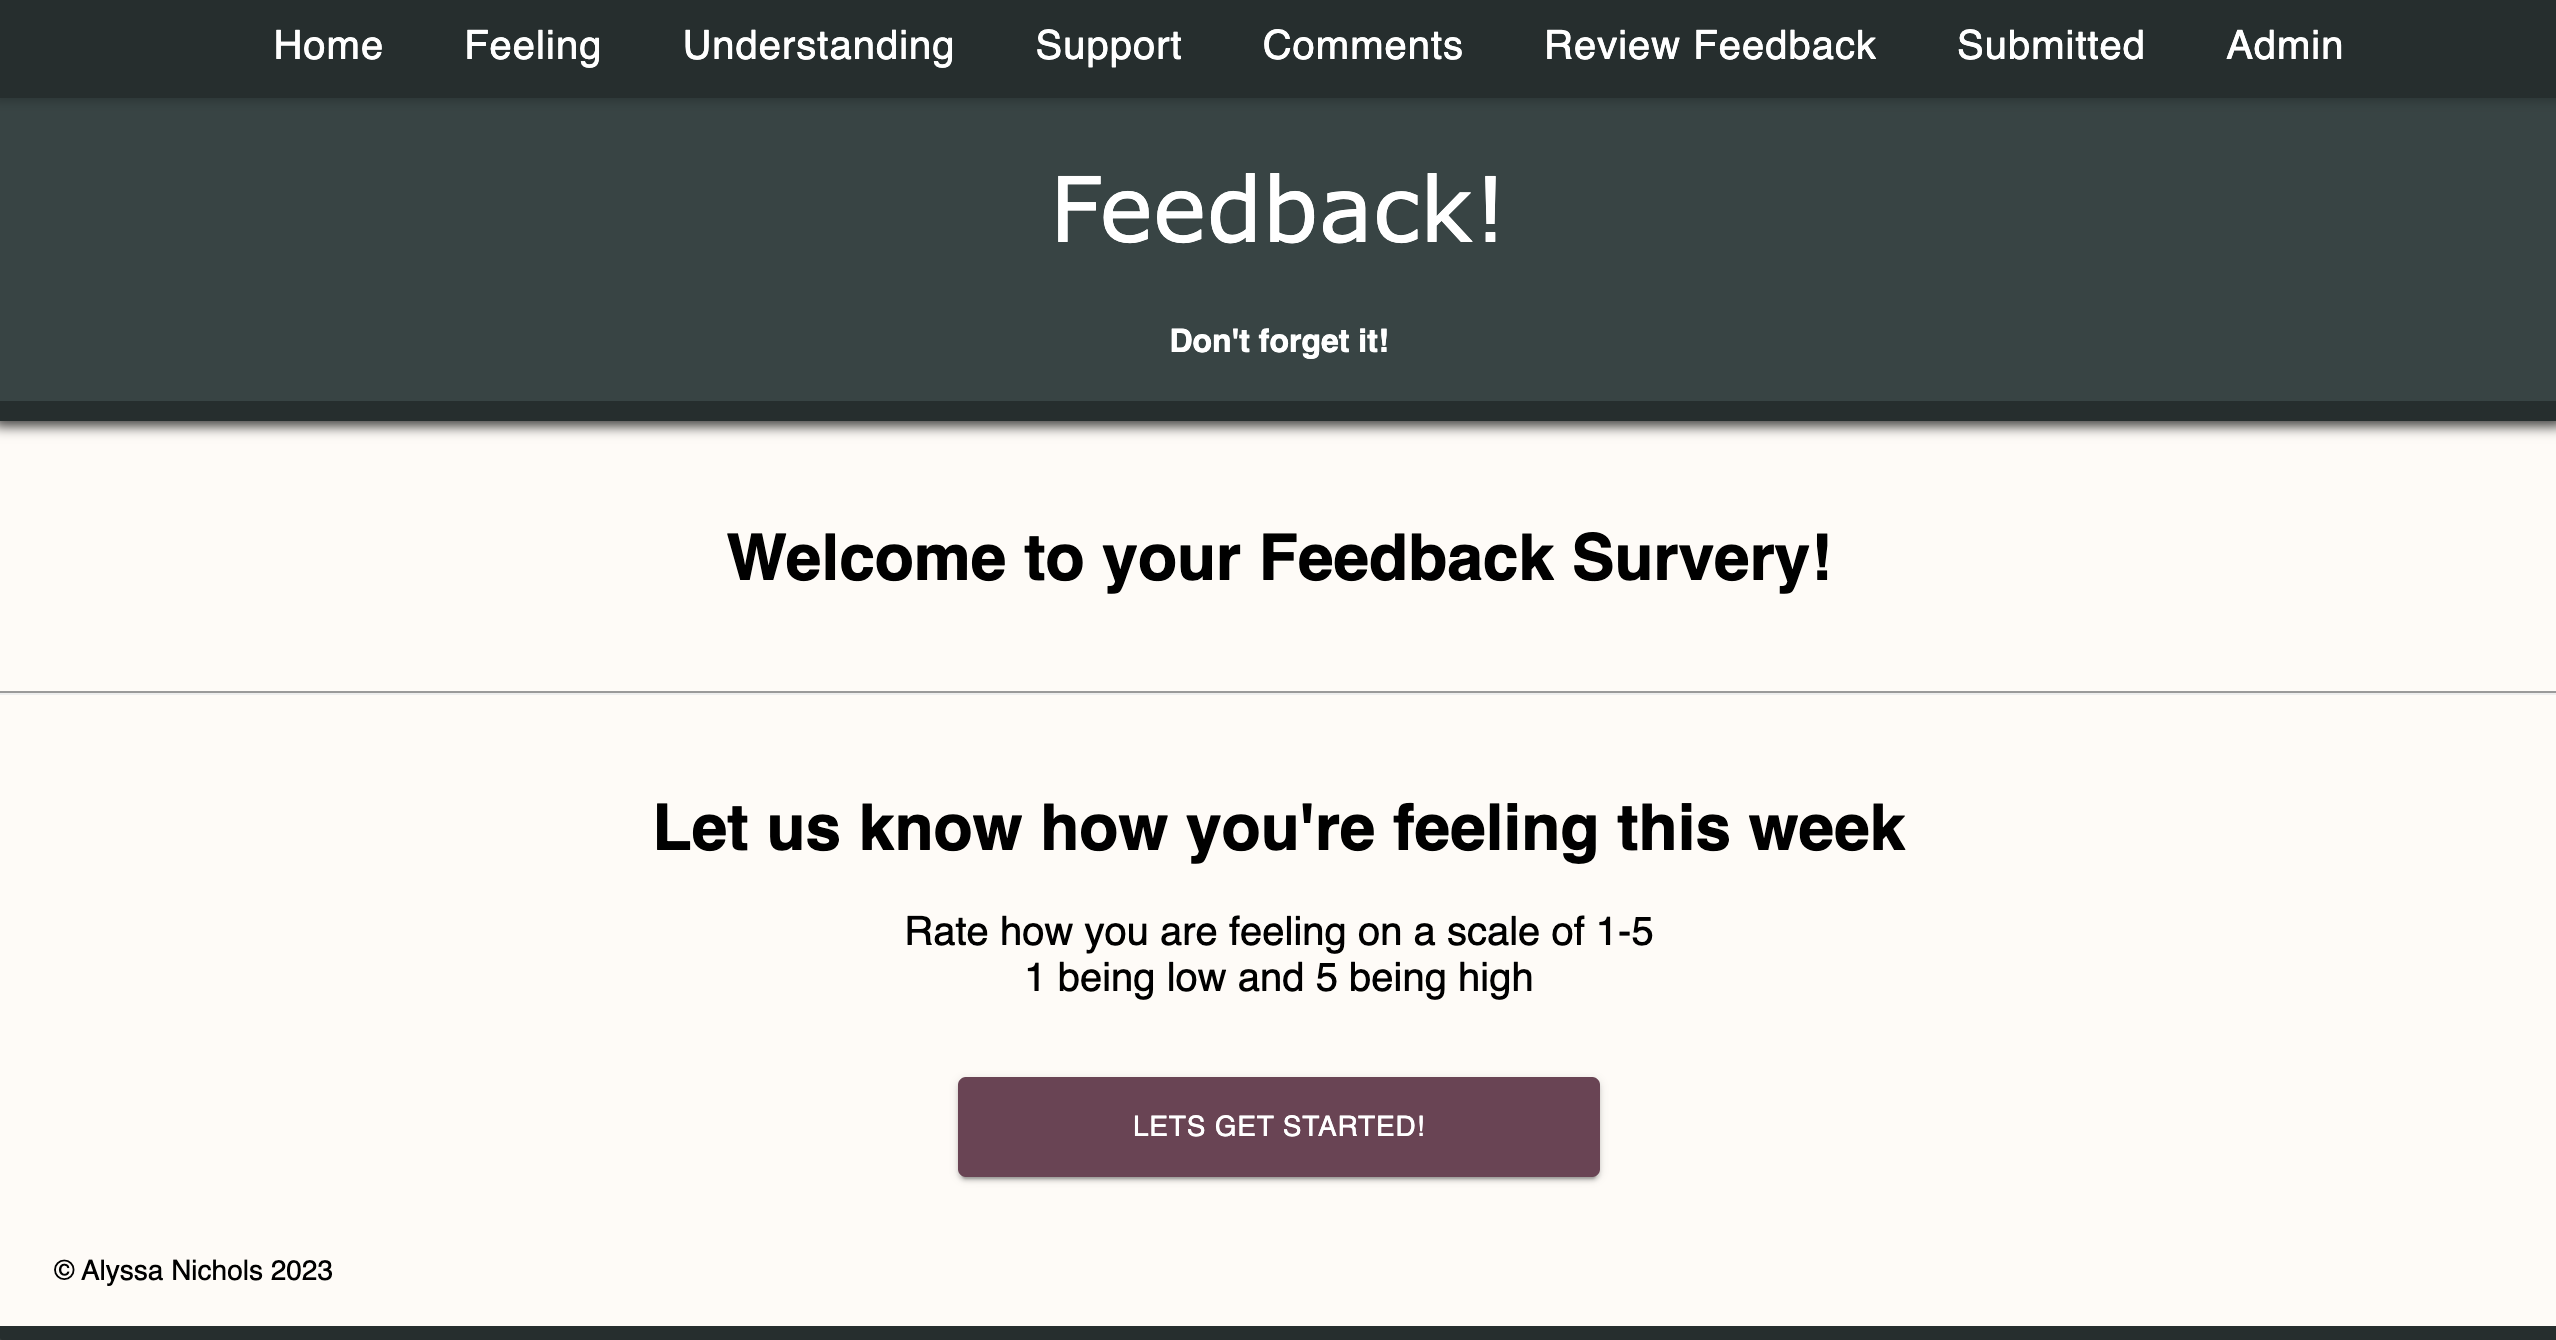 Home Feeling Understanding Support Comments Review Feedback Submitted Admin
Feedback!
Don't forget it!
Welcome to your Feedback Survery!
Let us know how you're feeling this week
Rate how you are feeling on a scale of 1-5
1 being low and 5 being high
LETS GET STARTED!
© Alyssa Nichols 2023